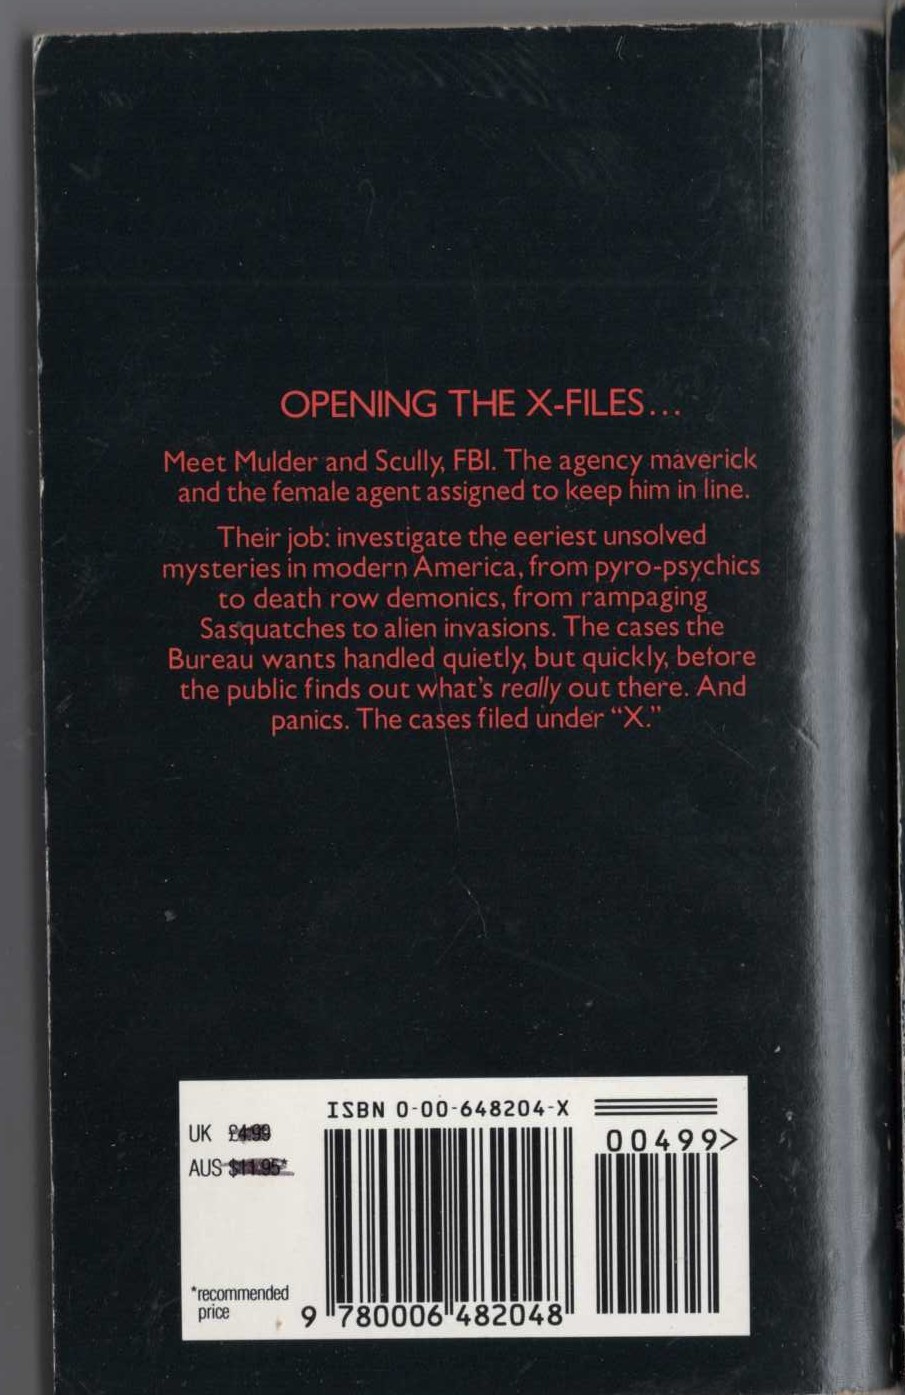 OPENING THE X-FILES...
Meet Mulder and Scully, FBI. The agency maverick
and the female agent assigned to keep him in line.
Their job: investigate the eeriest unsolved
mysteries in modern America, from pyro-psychics
to death row demonics, from rampaging
Sasquatches to alien invasions. The cases the
Bureau wants handled quietly, but quickly, before
the public finds out what's really out there. And
panics. The cases filed under “X.”
ISBN 0-00-648204-X
UK £4.99
AUS $11.95*
00499>
*recommended
price
9 780006 482048